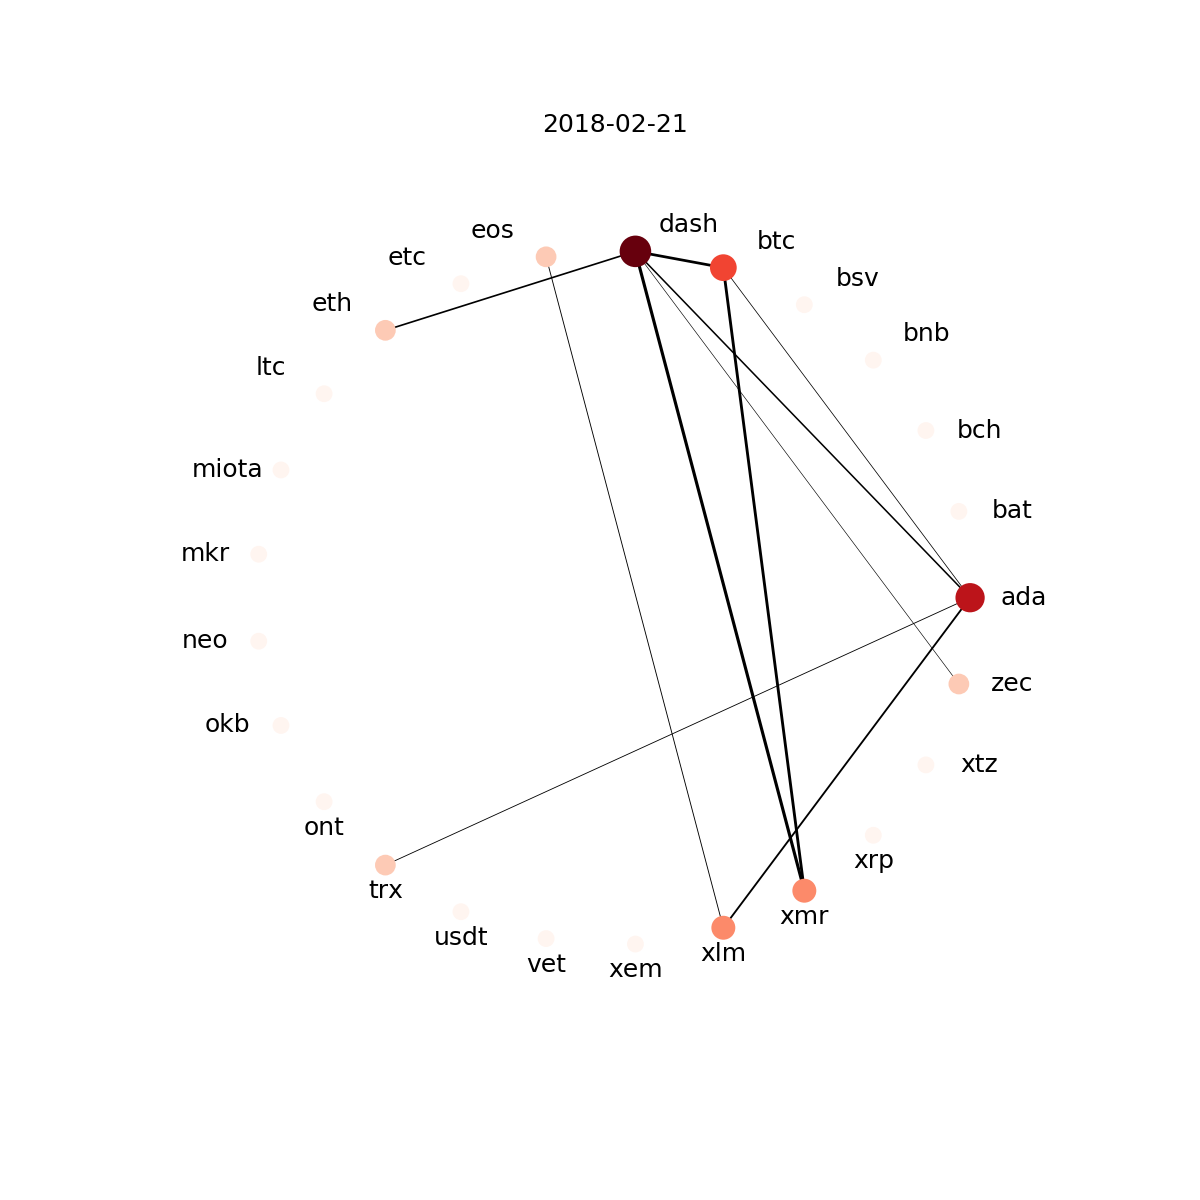 2018-02-21
dash
eos
btc
etc
bsv
eth
bnb
ltc
bch
miota
bat
mkr
ada
neo
zec
okb
xtz
ont
xrp
trx
xmr
usdt
xlm
vet
xem